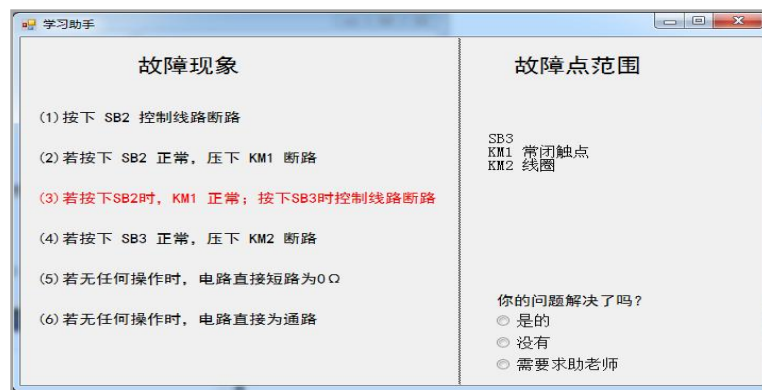 学习助手
故障现象
(1)按下 SB2 控制线路断路
(2)若按下 SB2 正常，压下 KM1 断路
(3)若按下SB2时，KM1 正常；按下SB3时控制线路断路
(4)若按下 SB3 正常，压下 KM2 断路
(5)若无任何操作时，电路直接短路为0Ω
(6)若无任何操作时，电路直接为通路
故障点范围
SB3
KM1 常闭触点
KM2 线圈
你的问题解决了吗？
是的
没有
需要求助老师